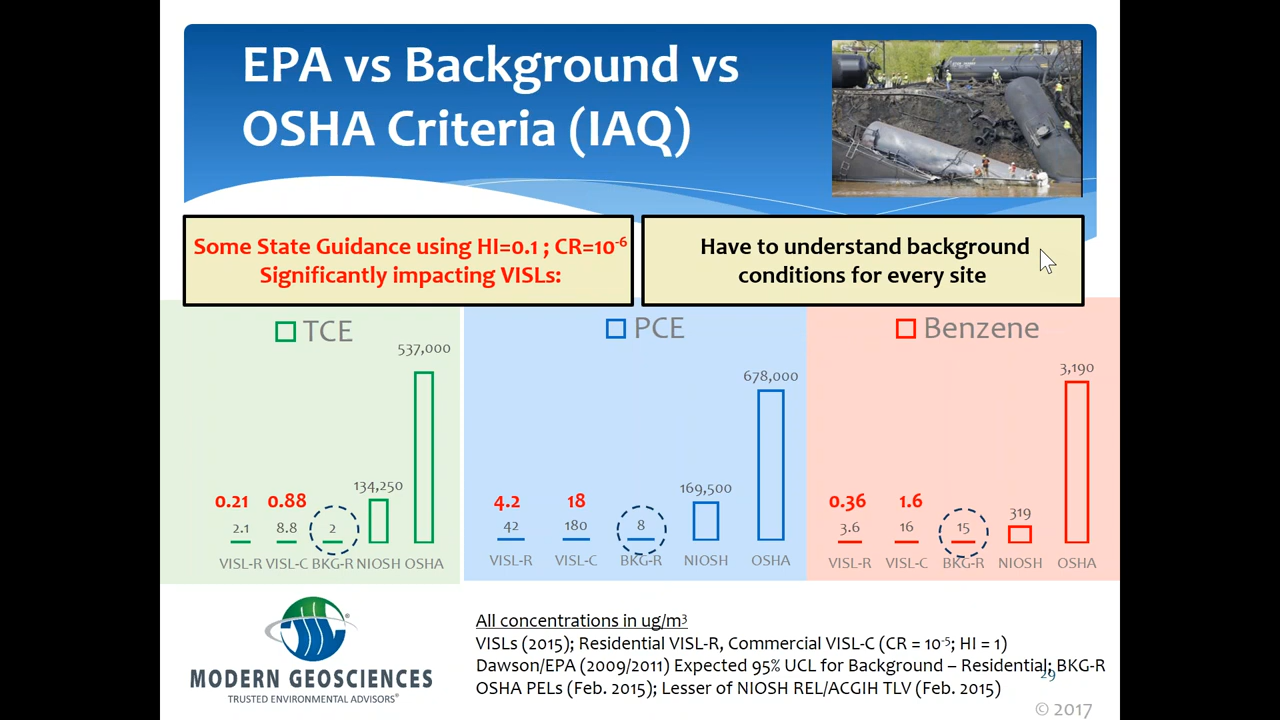 EPA vs Background vs
OSHA Criteria (IAQ)
Some State Guidance using HI=0.1 ; CR=10⁻⁶
Significantly impacting VISLs:
Have to understand background
conditions for every site
TCE
537,000
134,250
0.21 0.88
2.1 8.8 2
VISL-R VISL-C BKG-R NIOSH OSHA
PCE
678,000
169,500
4.2 18
42 180 8
VISL-R VISL-C BKG-R NIOSH OSHA
Benzene
3,190
319
0.36 1.6
3.6 16 15
VISL-R VISL-C BKG-R NIOSH OSHA
MODERN GEOSCIENCES
TRUSTED ENVIRONMENTAL ADVISORS®
All concentrations in ug/m³
VISLs (2015); Residential VISL-R, Commercial VISL-C (CR = 10⁻⁵; HI = 1)
Dawson/EPA (2009/2011) Expected 95% UCL for Background – Residential; BKG-R
OSHA PELs (Feb. 2015); Lesser of NIOSH REL/ACGIH TLV (Feb. 2015)
29
© 2017